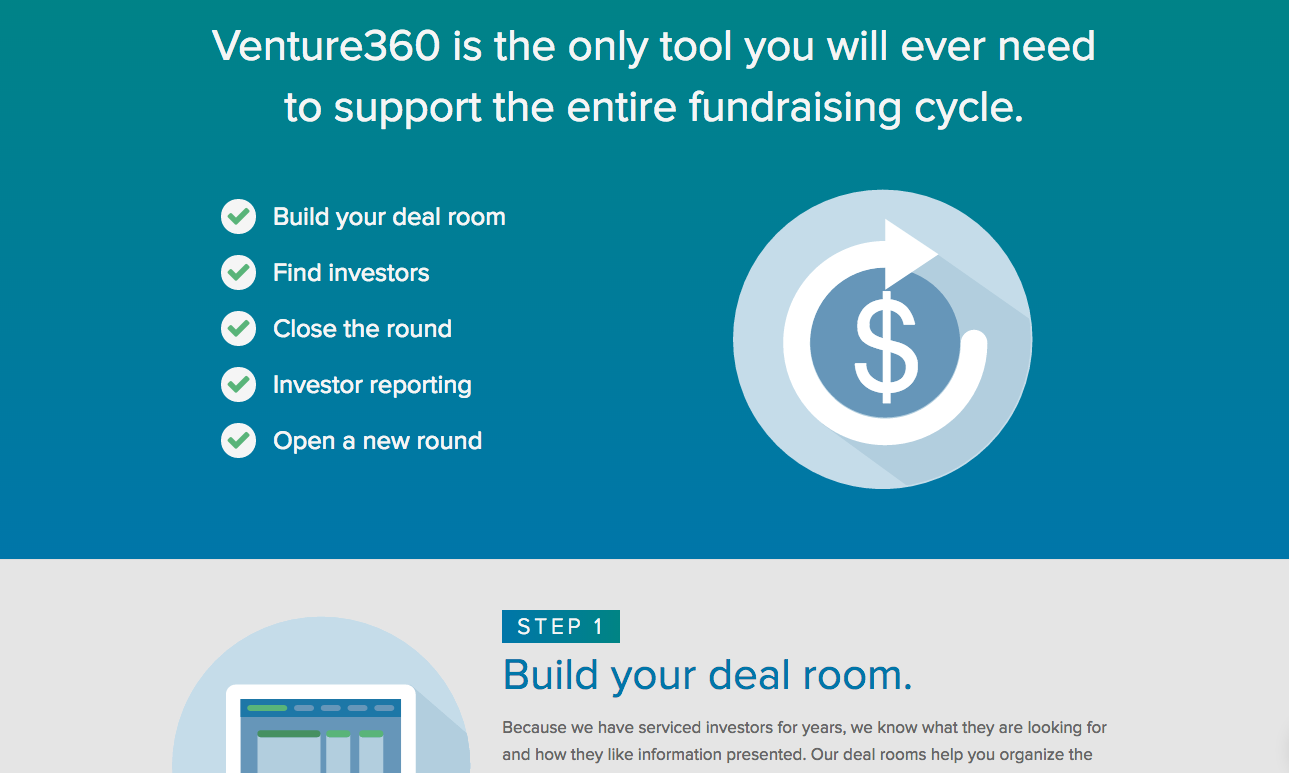 Venture360 is the only tool you will ever need
to support the entire fundraising cycle.
Build your deal room
Find investors
Close the round
Investor reporting
Open a new round
$
STEP 1
Build your deal room.
Because we have serviced investors for years, we know what they are looking for
and how they like information presented. Our deal rooms help you organize the